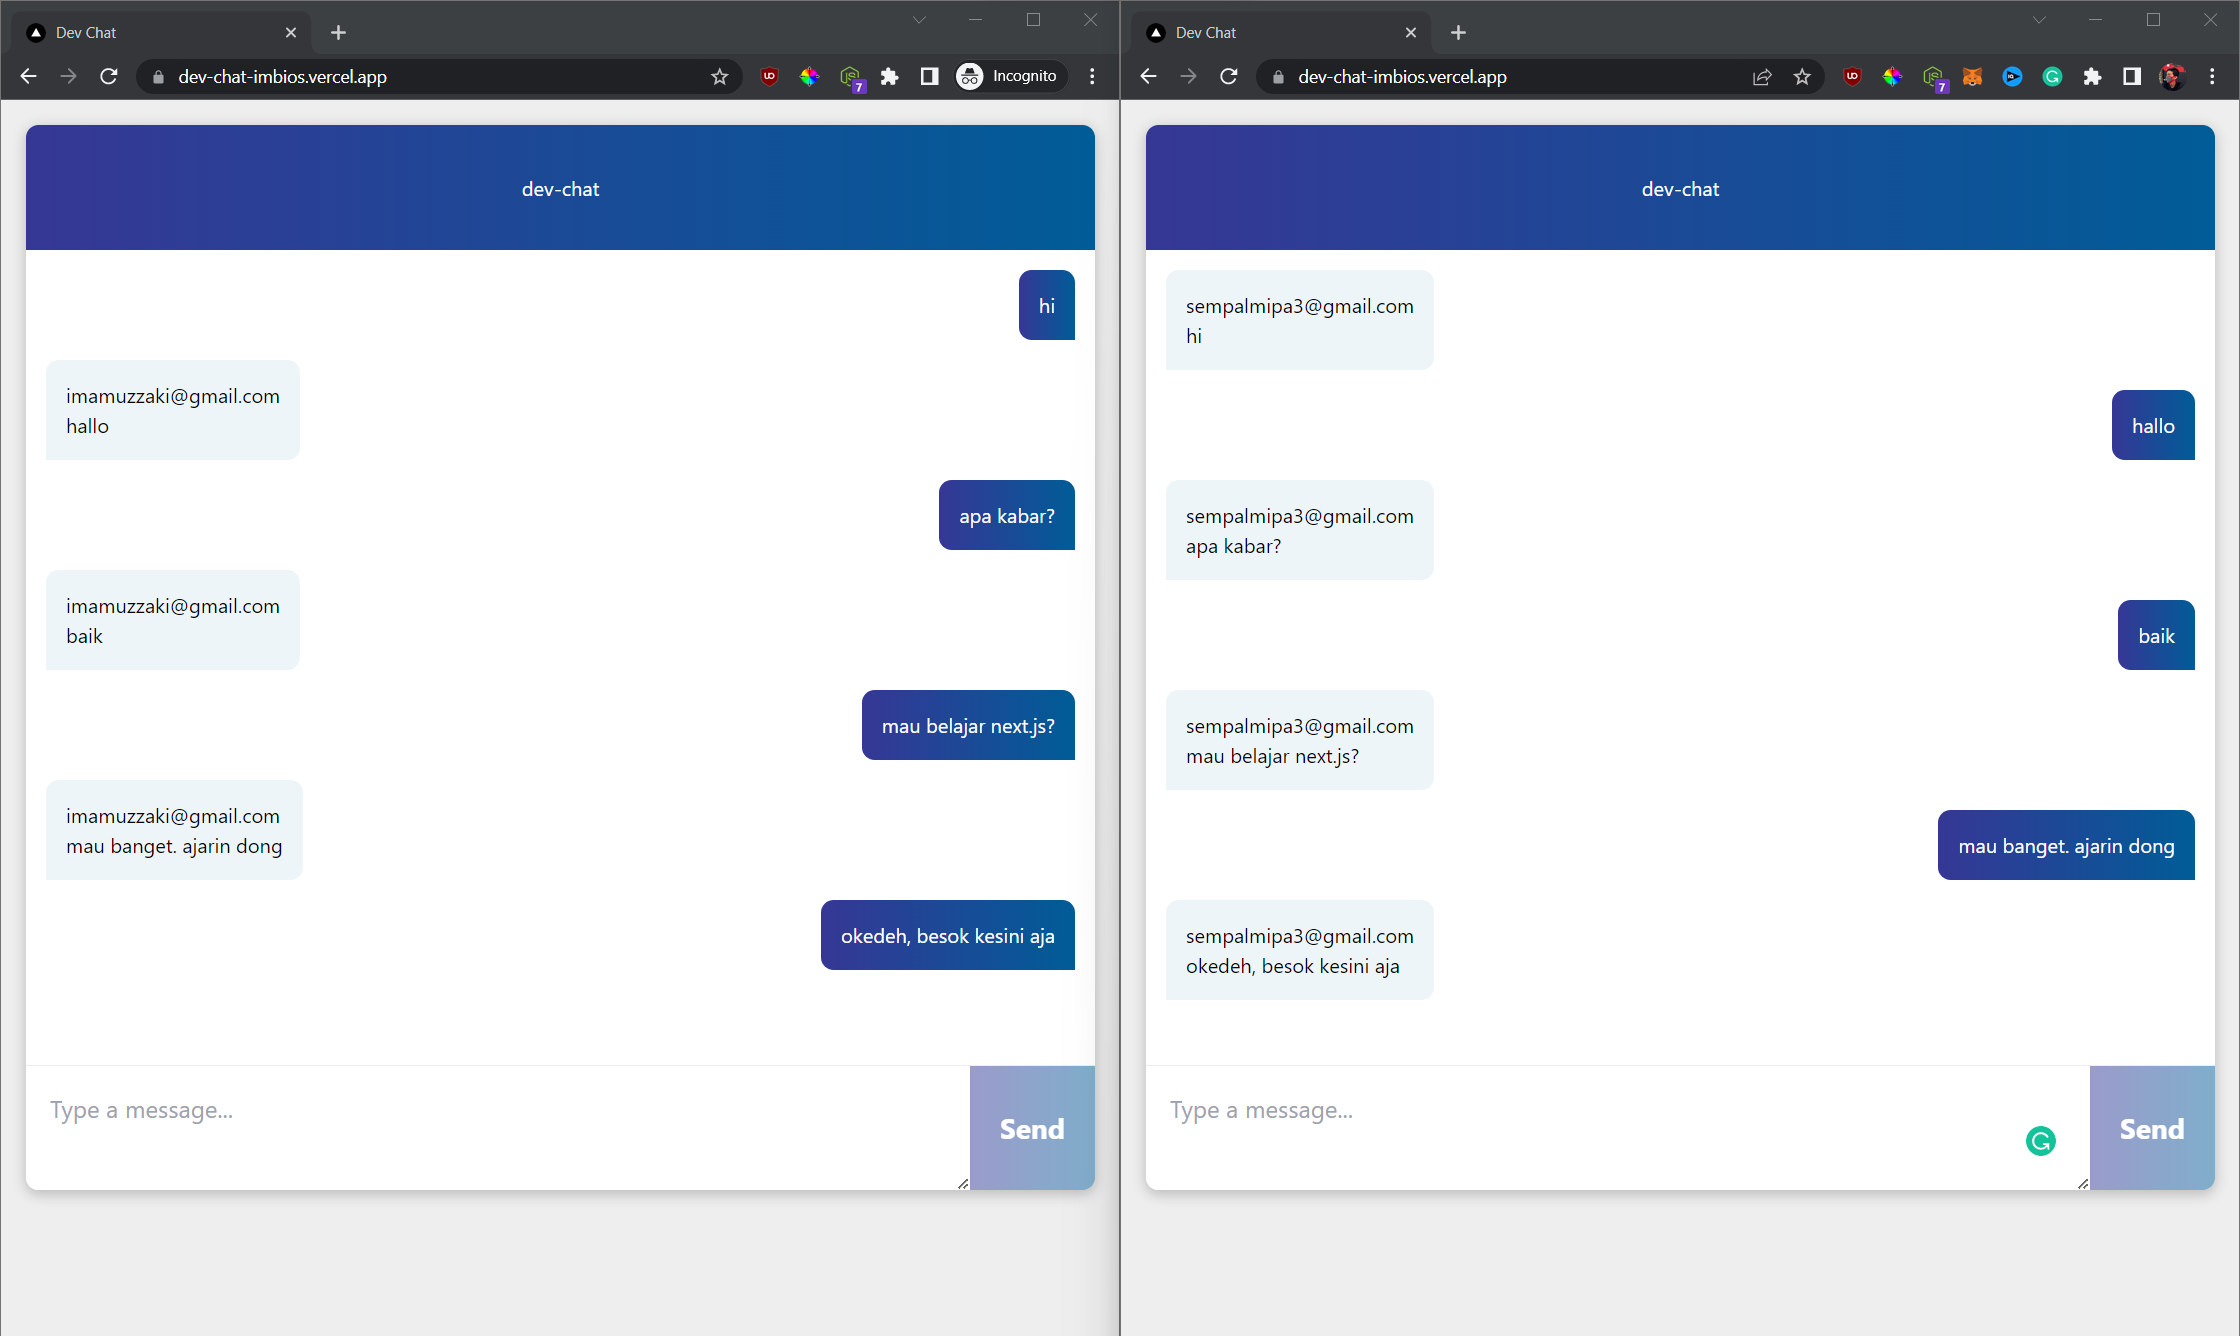 Dev Chat
dev-chat-imbios.vercel.app
7
Incognito
dev-chat
hi
imamuzzaki@gmail.com
hallo
apa kabar?
imamuzzaki@gmail.com
baik
mau belajar next.js?
imamuzzaki@gmail.com
mau banget. ajarin dong
okedeh, besok kesini aja
Type a message...
Send
Dev Chat
dev-chat-imbios.vercel.app
7
dev-chat
sempalmipa3@gmail.com
hi
hallo
sempalmipa3@gmail.com
apa kabar?
baik
sempalmipa3@gmail.com
mau belajar next.js?
mau banget. ajarin dong
sempalmipa3@gmail.com
okedeh, besok kesini aja
Type a message...
Send